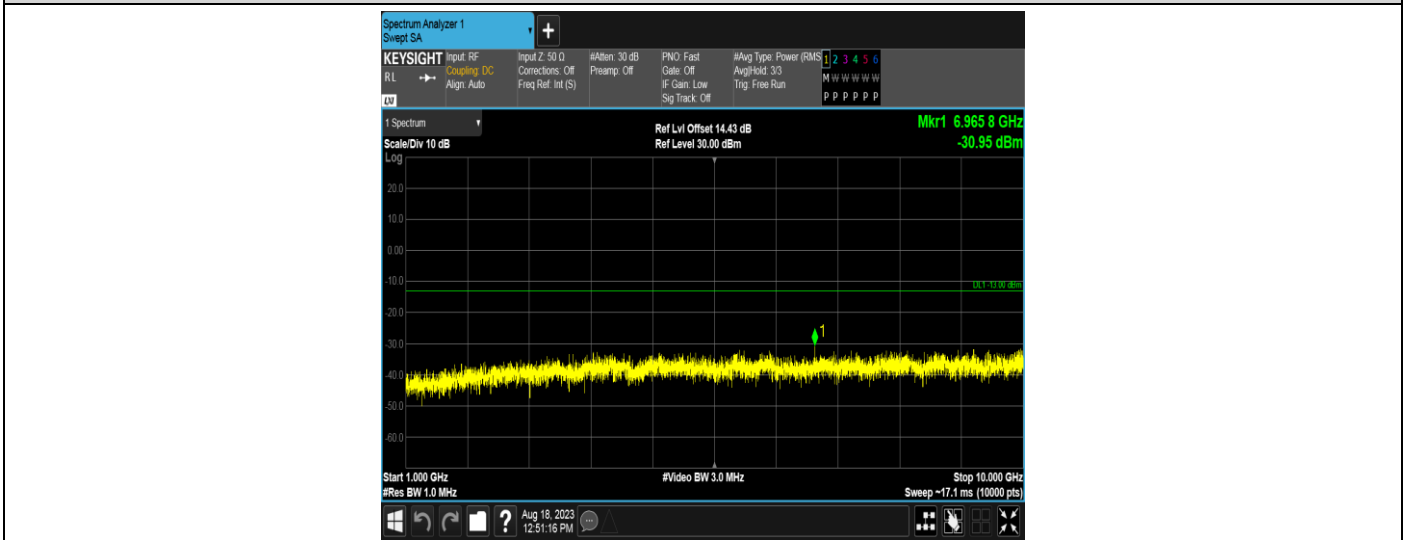 Spectrum Analyzer 1
Swept SA
+
KEYSIGHT
RL
LXI
Input: RF
Coupling: DC
Align: Auto
Input Z: 50 Ω
Corrections: Off
Freq Ref: Int (S)
#Atten: 30 dB
Preamp: Off
PNO: Fast
Gate: Off
IF Gain: Low
Sig Track: Off
#Avg Type: Power (RMS
Avg|Hold: 3/3
Trig: Free Run
1 2 3 4 5 6
M W W W W W
P P P P P P
1 Spectrum
Scale/Div 10 dB
Ref Lvl Offset 14.43 dB
Ref Level 30.00 dBm
Mkr1 6.965 8 GHz
-30.95 dBm
Log
20.0
10.0
0.00
-10.0
DL1 -13.00 dBm
-20.0
1
-30.0
-40.0
-50.0
-60.0
Start 1.000 GHz
#Video BW 3.0 MHz
Stop 10.000 GHz
#Res BW 1.0 MHz
Sweep ~17.1 ms (10000 pts)
?
Aug 18, 2023
12:51:16 PM